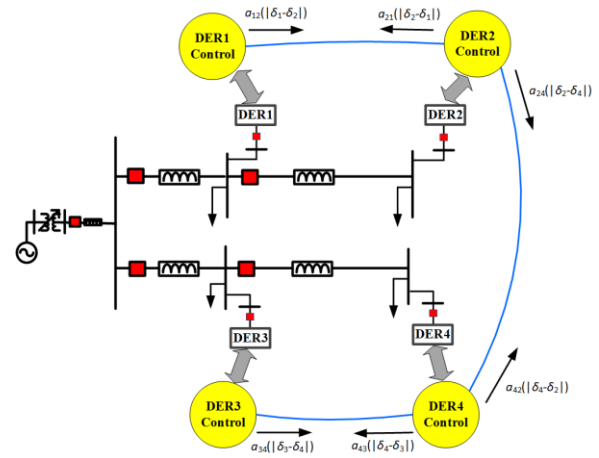 a12(|δ1-δ2|)
a21(|δ2-δ1|)
DER1
Control
DER2
Control
a24(|δ2-δ4|)
DER1
DER2
DER3
DER4
a42(|δ4-δ2|)
DER3
Control
DER4
Control
a34(|δ3-δ4|)
a43(|δ4-δ3|)